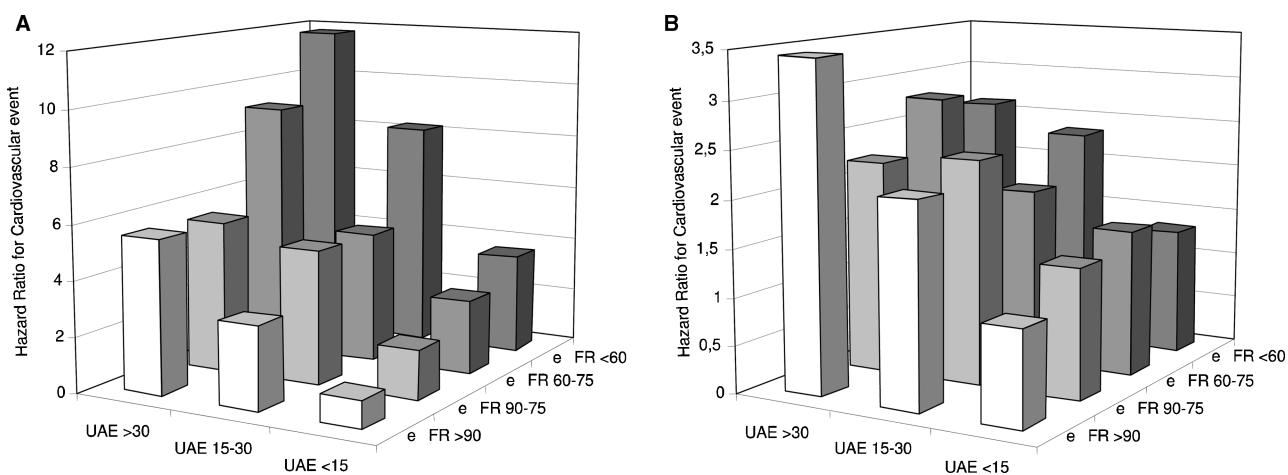 A
Hazard Ratio for Cardiovascular event
12
10
8
6
4
2
0
UAE >30
UAE 15-30
UAE <15
e FR >90
e FR 90-75
e FR 60-75
e FR <60
B
Hazard Ratio for Cardiovascular event
3,5
3
2,5
2
1,5
1
0,5
0
UAE >30
UAE 15-30
UAE <15
e FR >90
e FR 90-75
e FR 60-75
e FR <60